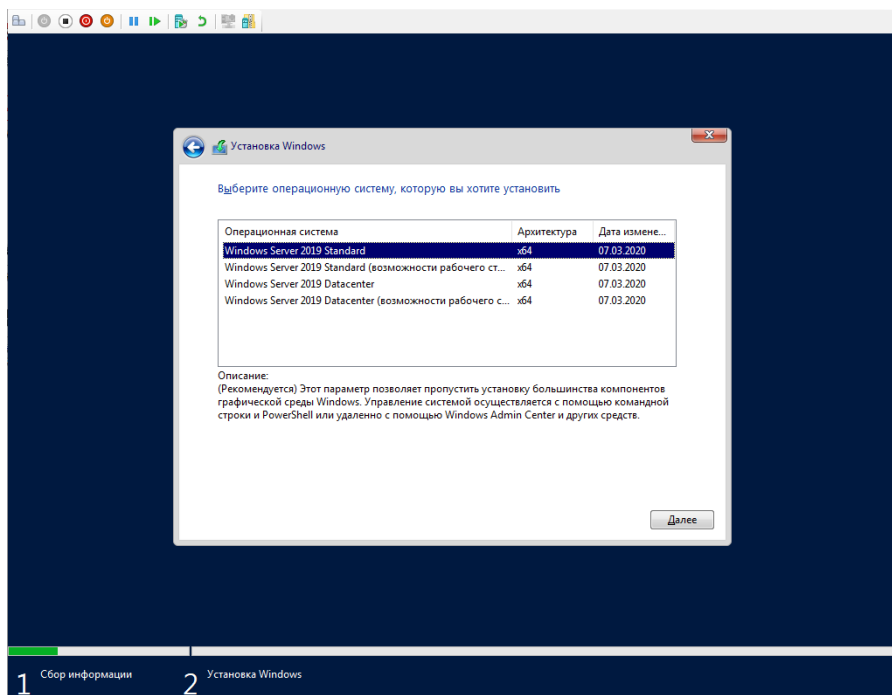 Установка Windows
Выберите операционную систему, которую вы хотите установить
Операционная система Архитектура Дата измене...
Windows Server 2019 Standard x64 07.03.2020
Windows Server 2019 Standard (возможности рабочего ст... x64 07.03.2020
Windows Server 2019 Datacenter x64 07.03.2020
Windows Server 2019 Datacenter (возможности рабочего с... x64 07.03.2020
Описание:
(Рекомендуется) Этот параметр позволяет пропустить установку большинства компонентов
графической среды Windows. Управление системой осуществляется с помощью командной
строки и PowerShell или удаленно с помощью Windows Admin Center и других средств.
Далее
1 Сбор информации 2 Установка Windows